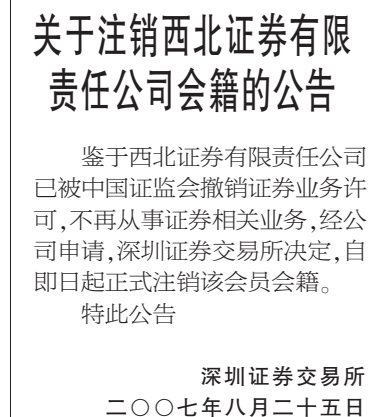 关于注销西北证券有限
责任公司会籍的公告
鉴于西北证券有限责任公司
已被中国证监会撤销证券业务许
可,不再从事证券相关业务,经公
司申请,深圳证券交易所决定,自
即日起正式注销该会员会籍。
特此公告
深圳证券交易所
二○○七年八月二十五日